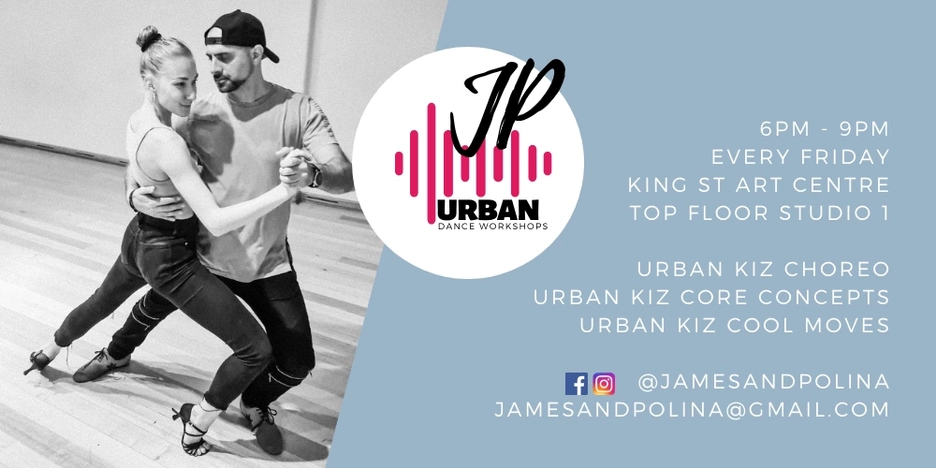 JP
URBAN
DANCE WORKSHOPS
6PM - 9PM
EVERY FRIDAY
KING ST ART CENTRE
TOP FLOOR STUDIO 1
URBAN KIZ CHOREO
URBAN KIZ CORE CONCEPTS
URBAN KIZ COOL MOVES
@JAMESANDPOLINA
JAMESANDPOLINA@GMAIL.COM